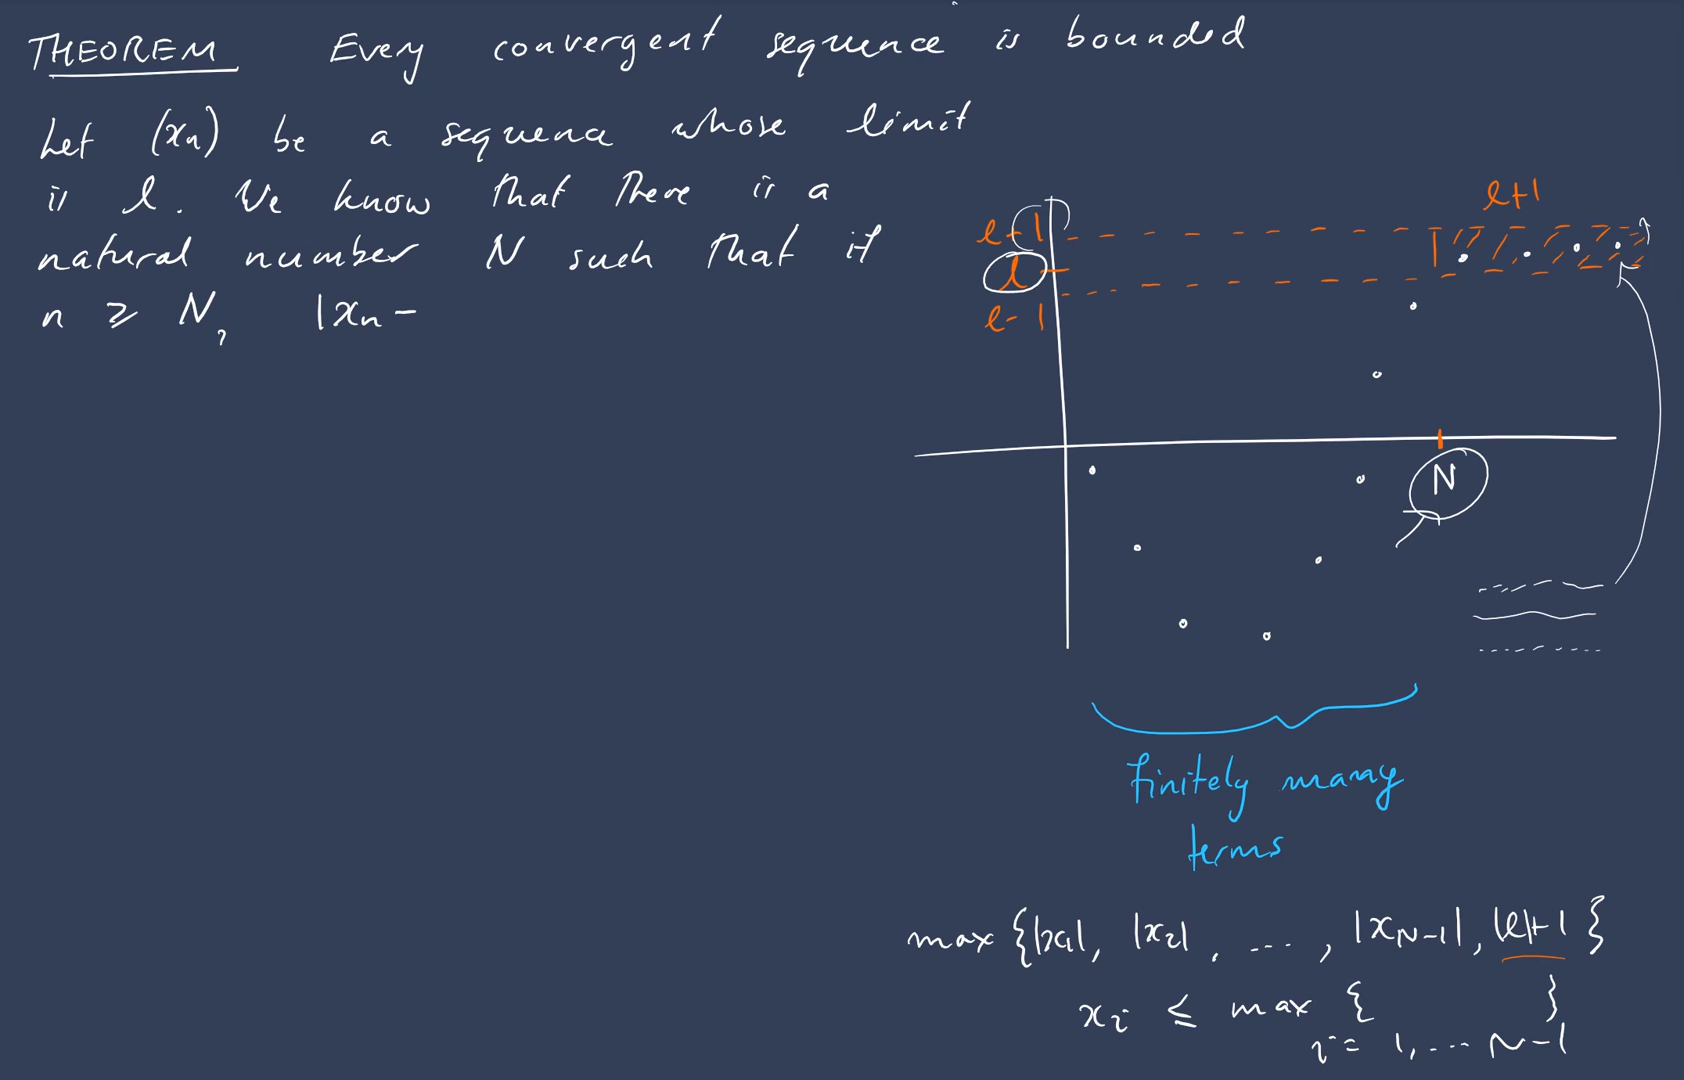 THEOREM Every convergent sequence is bounded
Let (xn) be a sequence whose limit
is l. We know that there is a
natural number N such that if
n ⩾ N, |xn −
l+1
l+1
l
l-1
N
finitely many
terms
max {|x1|, |x2|, ...., |xN-1|, |l|+1}
xi ≤ max { }
i = 1, ... N-1